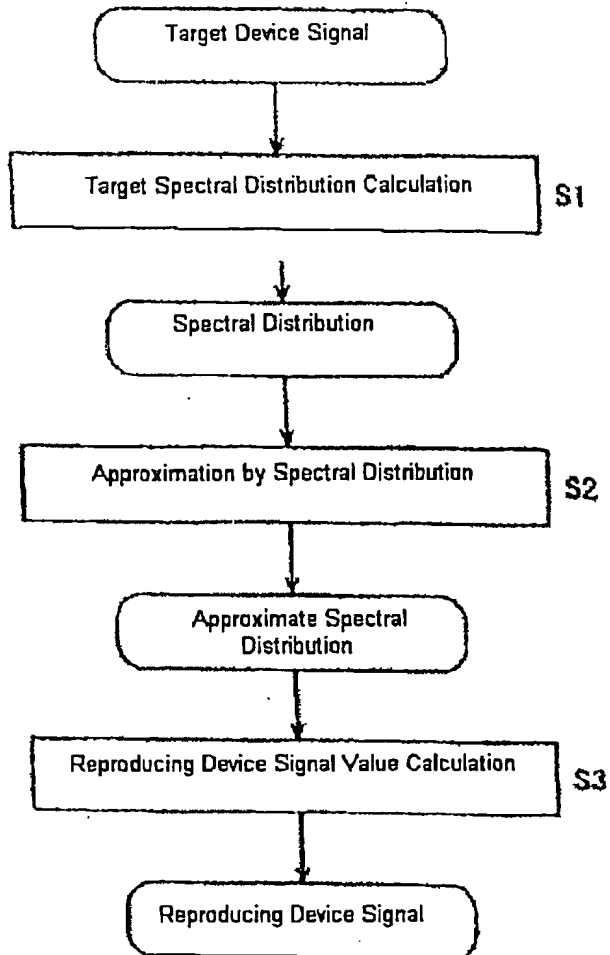 Target Device Signal
Target Spectral Distribution Calculation
S1
Spectral Distribution
Approximation by Spectral Distribution
S2
Approximate Spectral
Distribution
Reproducing Device Signal Value Calculation
S3
Reproducing Device Signal